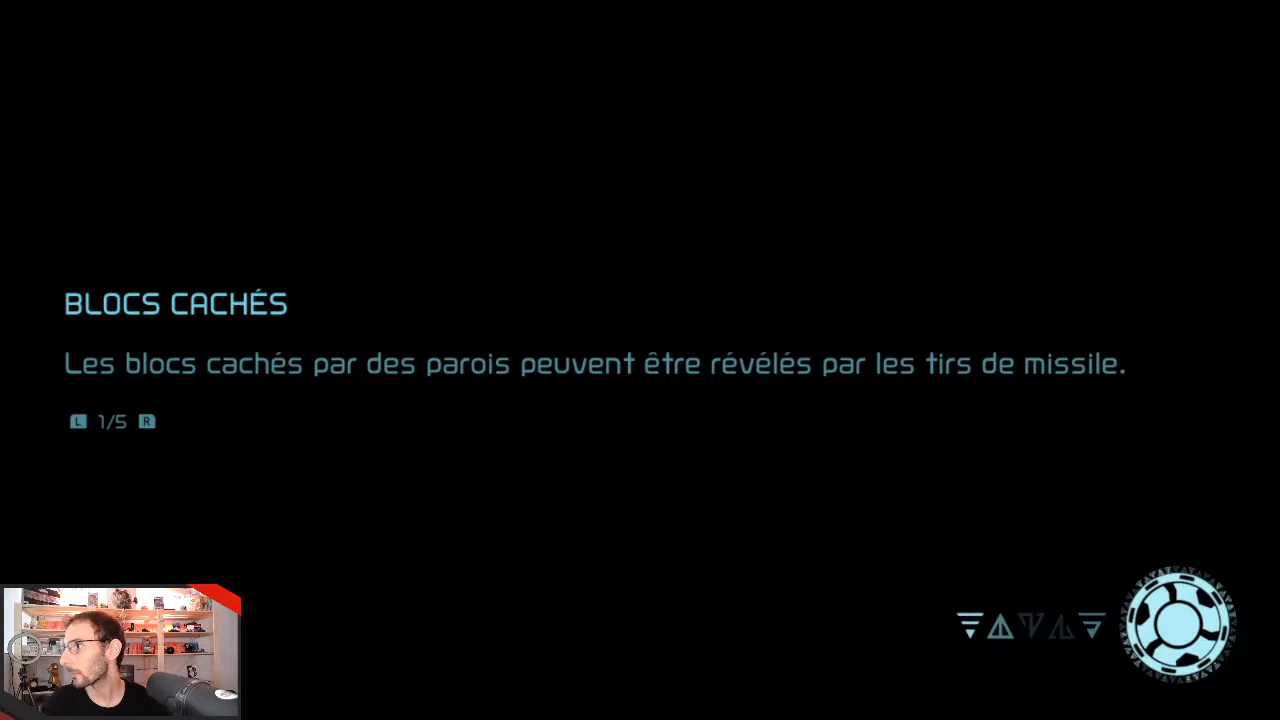 BLOCS CACHÉS
Les blocs cachés par des parois peuvent être révélés par les tirs de missile.
L 1/5 R